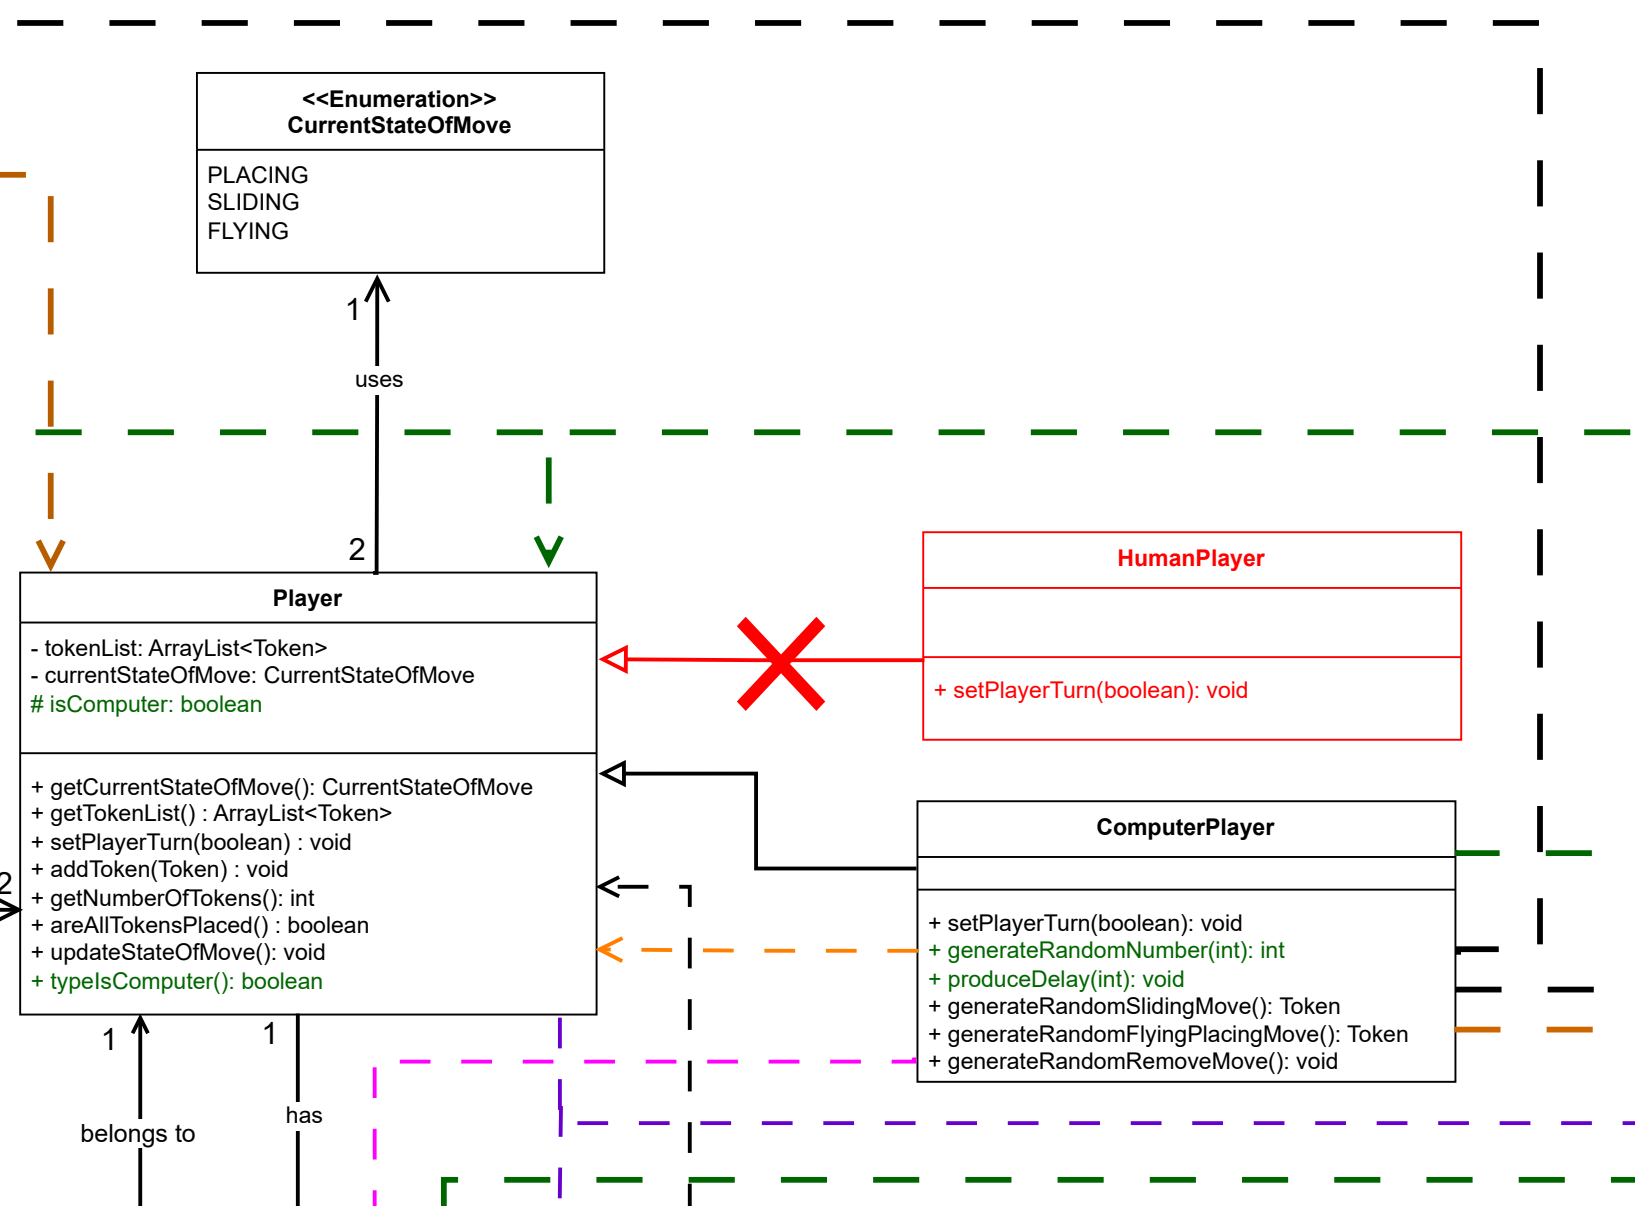 <<Enumeration>>
CurrentStateOfMove
PLACING
SLIDING
FLYING
1
uses
2
Player
- tokenList: ArrayList<Token>
- currentStateOfMove: CurrentStateOfMove
# isComputer: boolean
+ getCurrentStateOfMove(): CurrentStateOfMove
+ getTokenList() : ArrayList<Token>
+ setPlayerTurn(boolean) : void
+ addToken(Token) : void
+ getNumberOfTokens(): int
+ areAllTokensPlaced() : boolean
+ updateStateOfMove(): void
+ typeIsComputer(): boolean
2
HumanPlayer
+ setPlayerTurn(boolean): void
ComputerPlayer
+ setPlayerTurn(boolean): void
+ generateRandomNumber(int): int
+ produceDelay(int): void
+ generateRandomSlidingMove(): Token
+ generateRandomFlyingPlacingMove(): Token
+ generateRandomRemoveMove(): void
1
1
has
belongs to